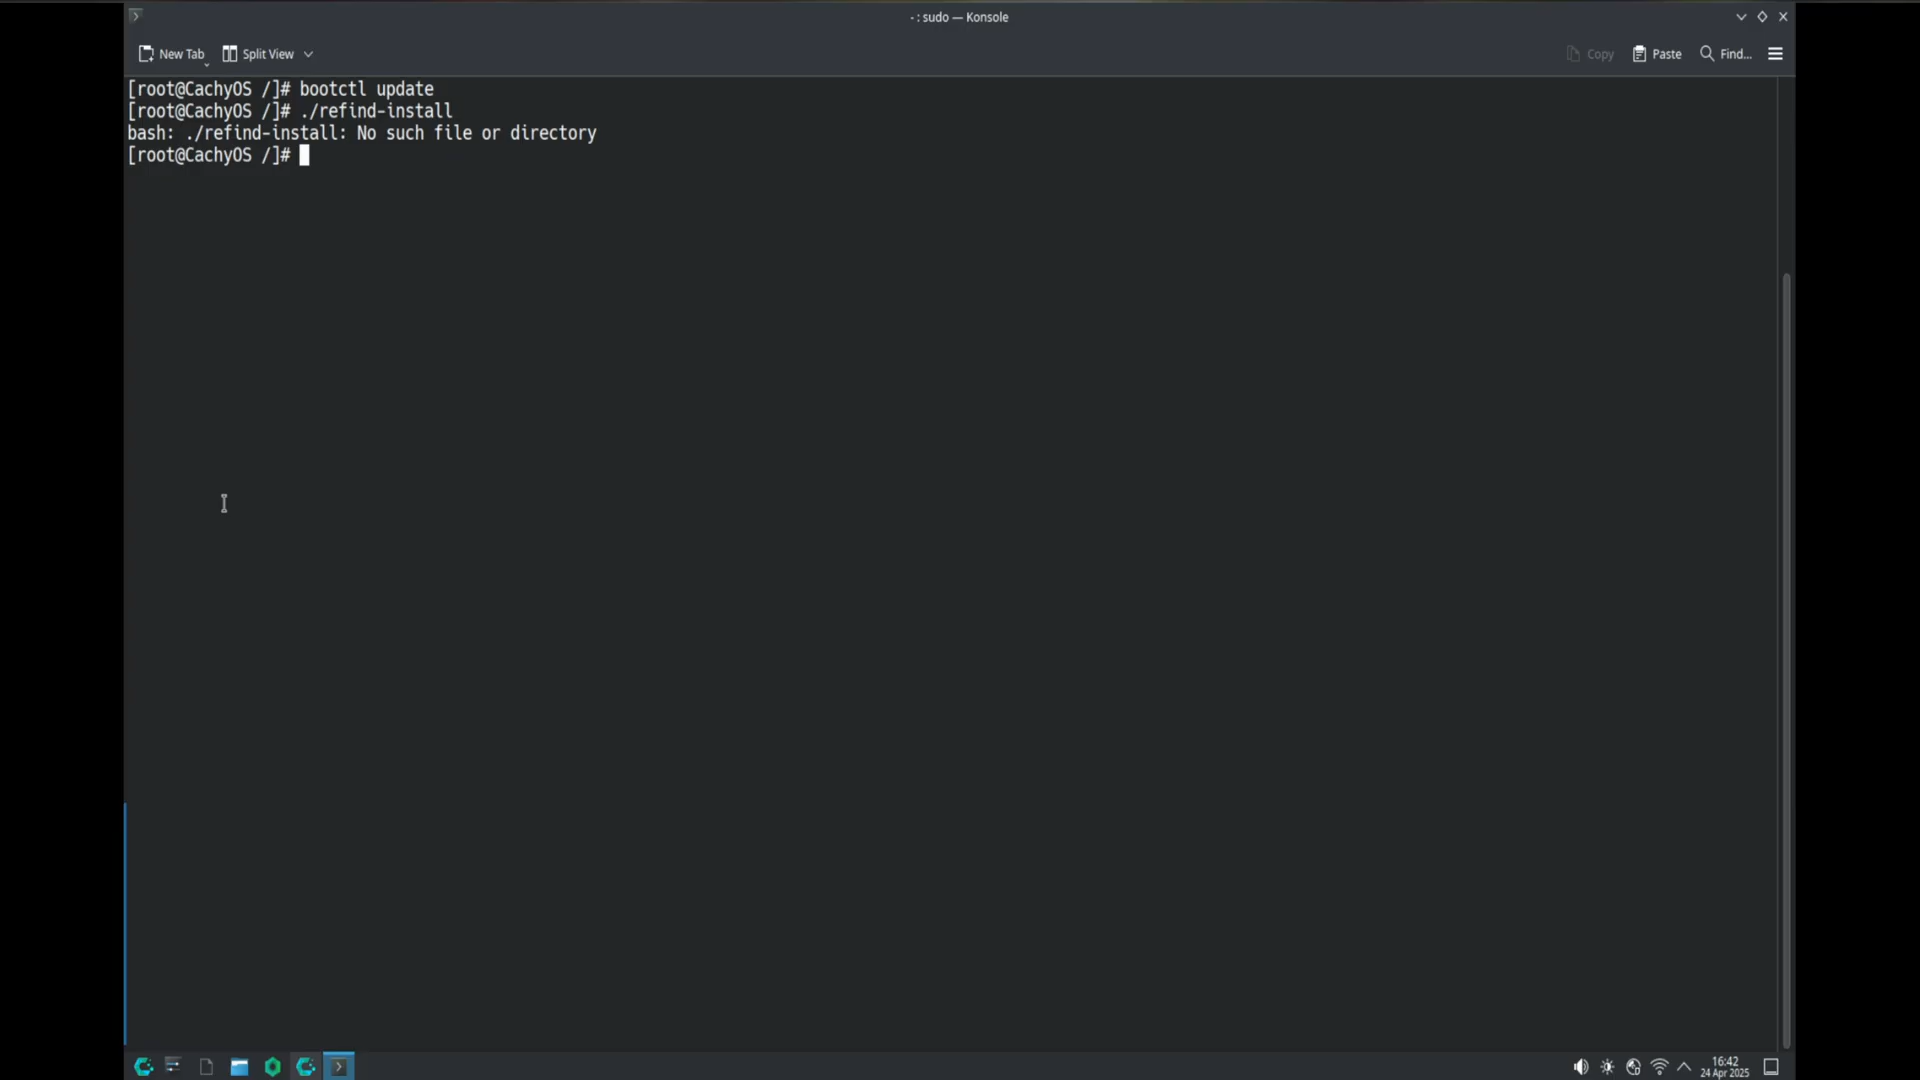 - : sudo — Konsole
New Tab
Split View
Copy
Paste
Find...
[root@CachyOS /]# bootctl update
[root@CachyOS /]# ./refind-install
bash: ./refind-install: No such file or directory
[root@CachyOS /]#
16:42
24 Apr 2025